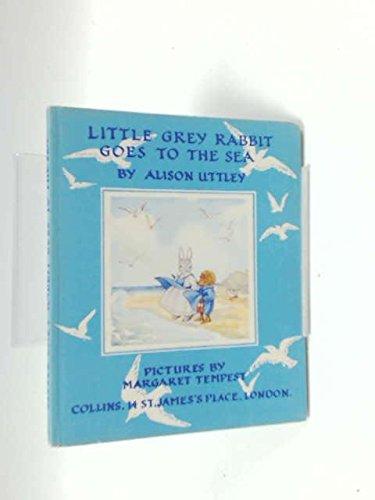 LITTLE GREY RABBIT
GOES TO THE SEA
BY ALISON UTTLEY
PICTURES BY
MARGARET TEMPEST
COLLINS. 14 ST. JAMES'S PLACE. LONDON.